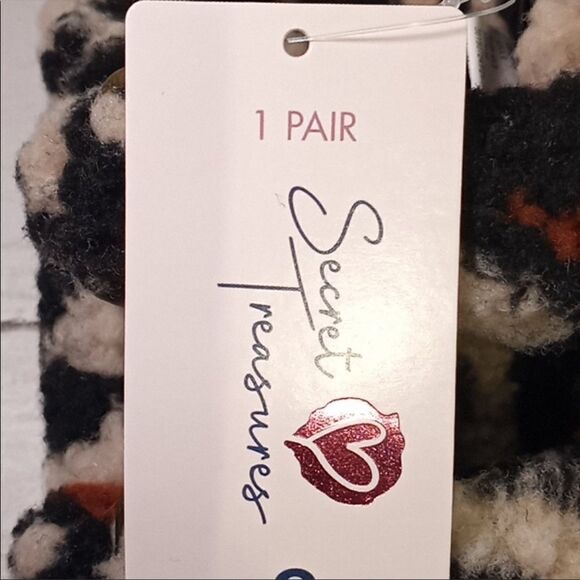 1 PAIR
Secret
Treasures